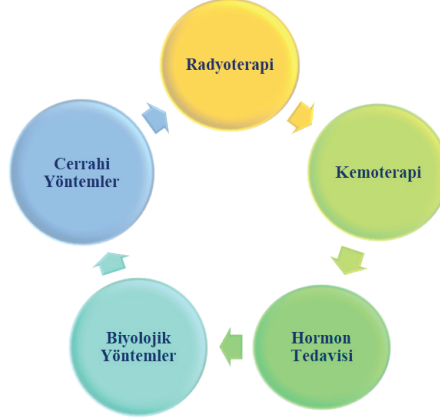 Radyoterapi
Kemoterapi
Hormon
Tedavisi
Biyolojik
Yöntemler
Cerrahi
Yöntemler